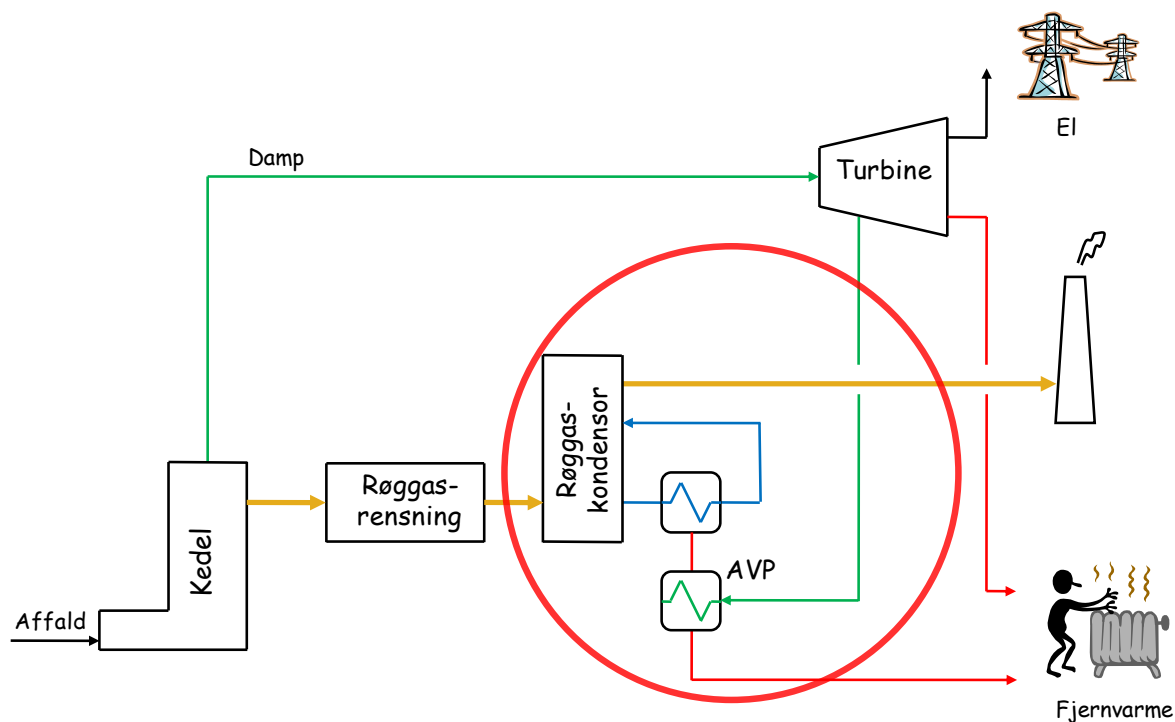 El
Damp
Turbine
Røggas-
kondensor
Røggas-
rensning
Kedel
AVP
Affald
Fjernvarme